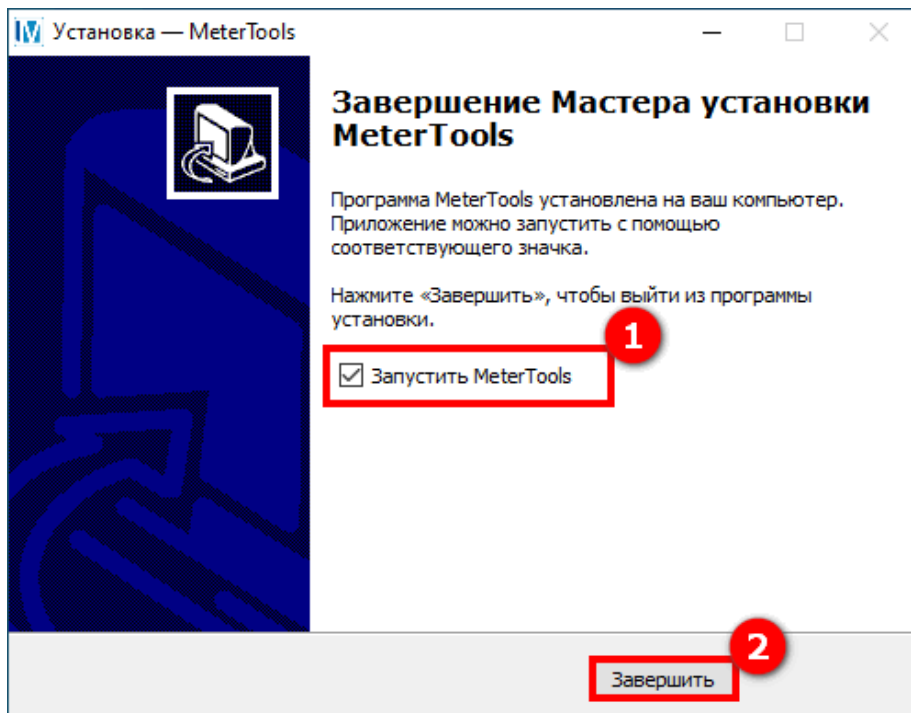 Установка — MeterTools
Завершение Мастера установки
MeterTools
Программа MeterTools установлена на ваш компьютер.
Приложение можно запустить с помощью
соответствующего значка.
Нажмите «Завершить», чтобы выйти из программы
установки.
1
Запустить MeterTools
2
Завершить